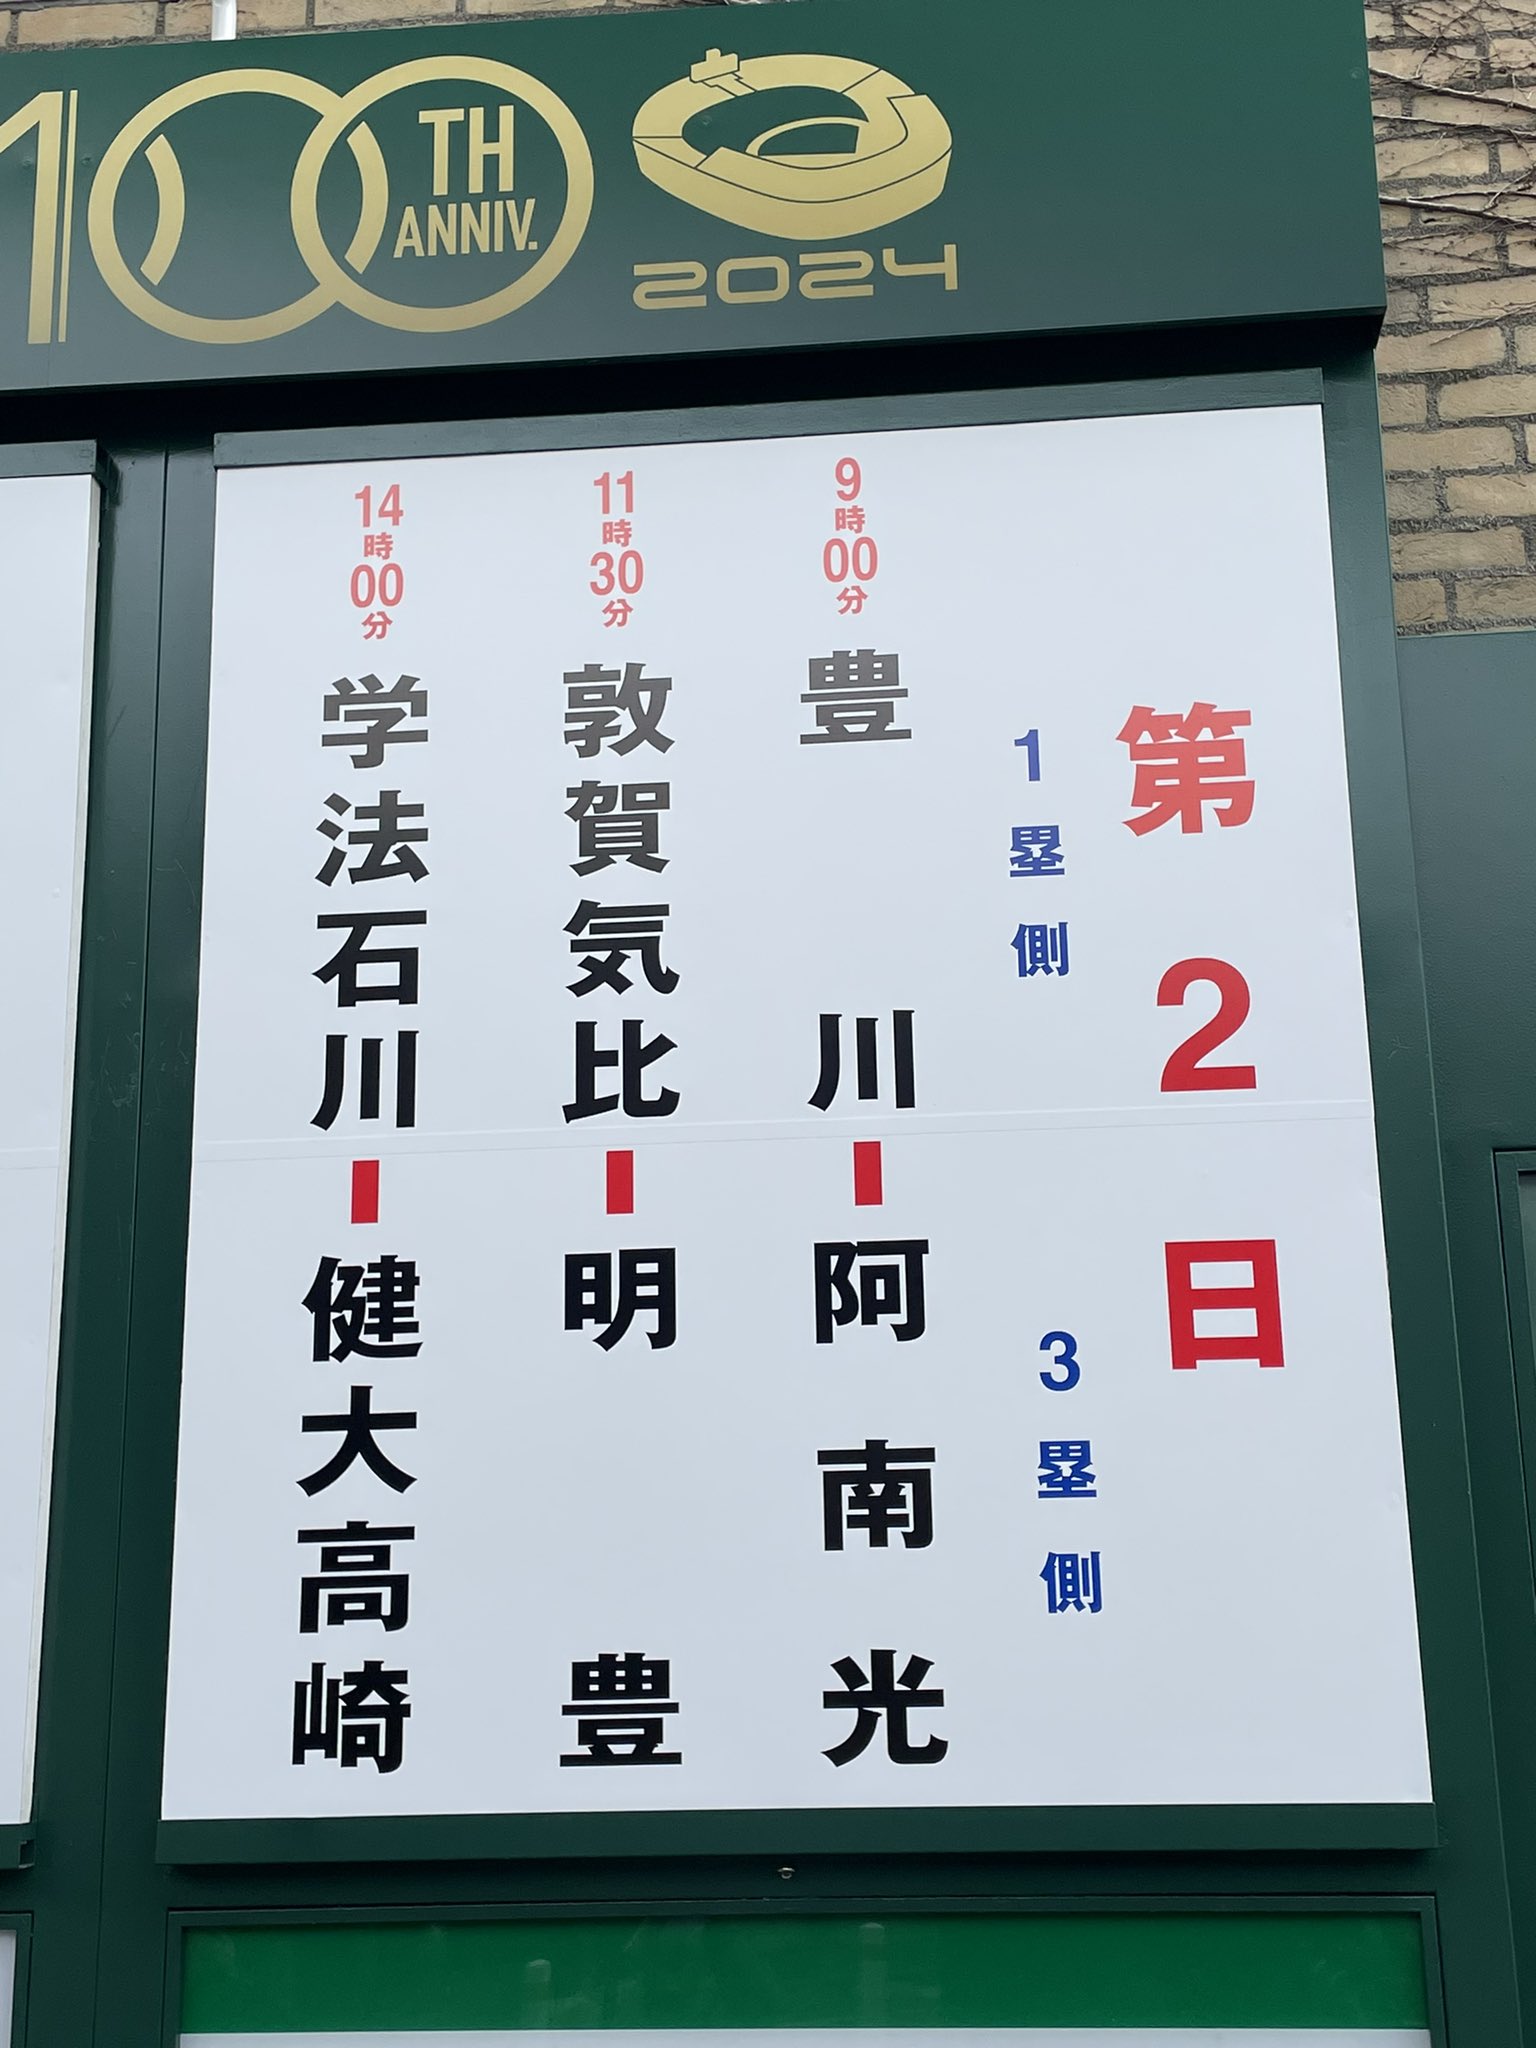 100TH ANNIV.
2024
第2日
1塁側
3塁側
9時00分 豊川-阿南光
11時30分 敦賀気比-明豊
14時00分 学法石川-健大高崎